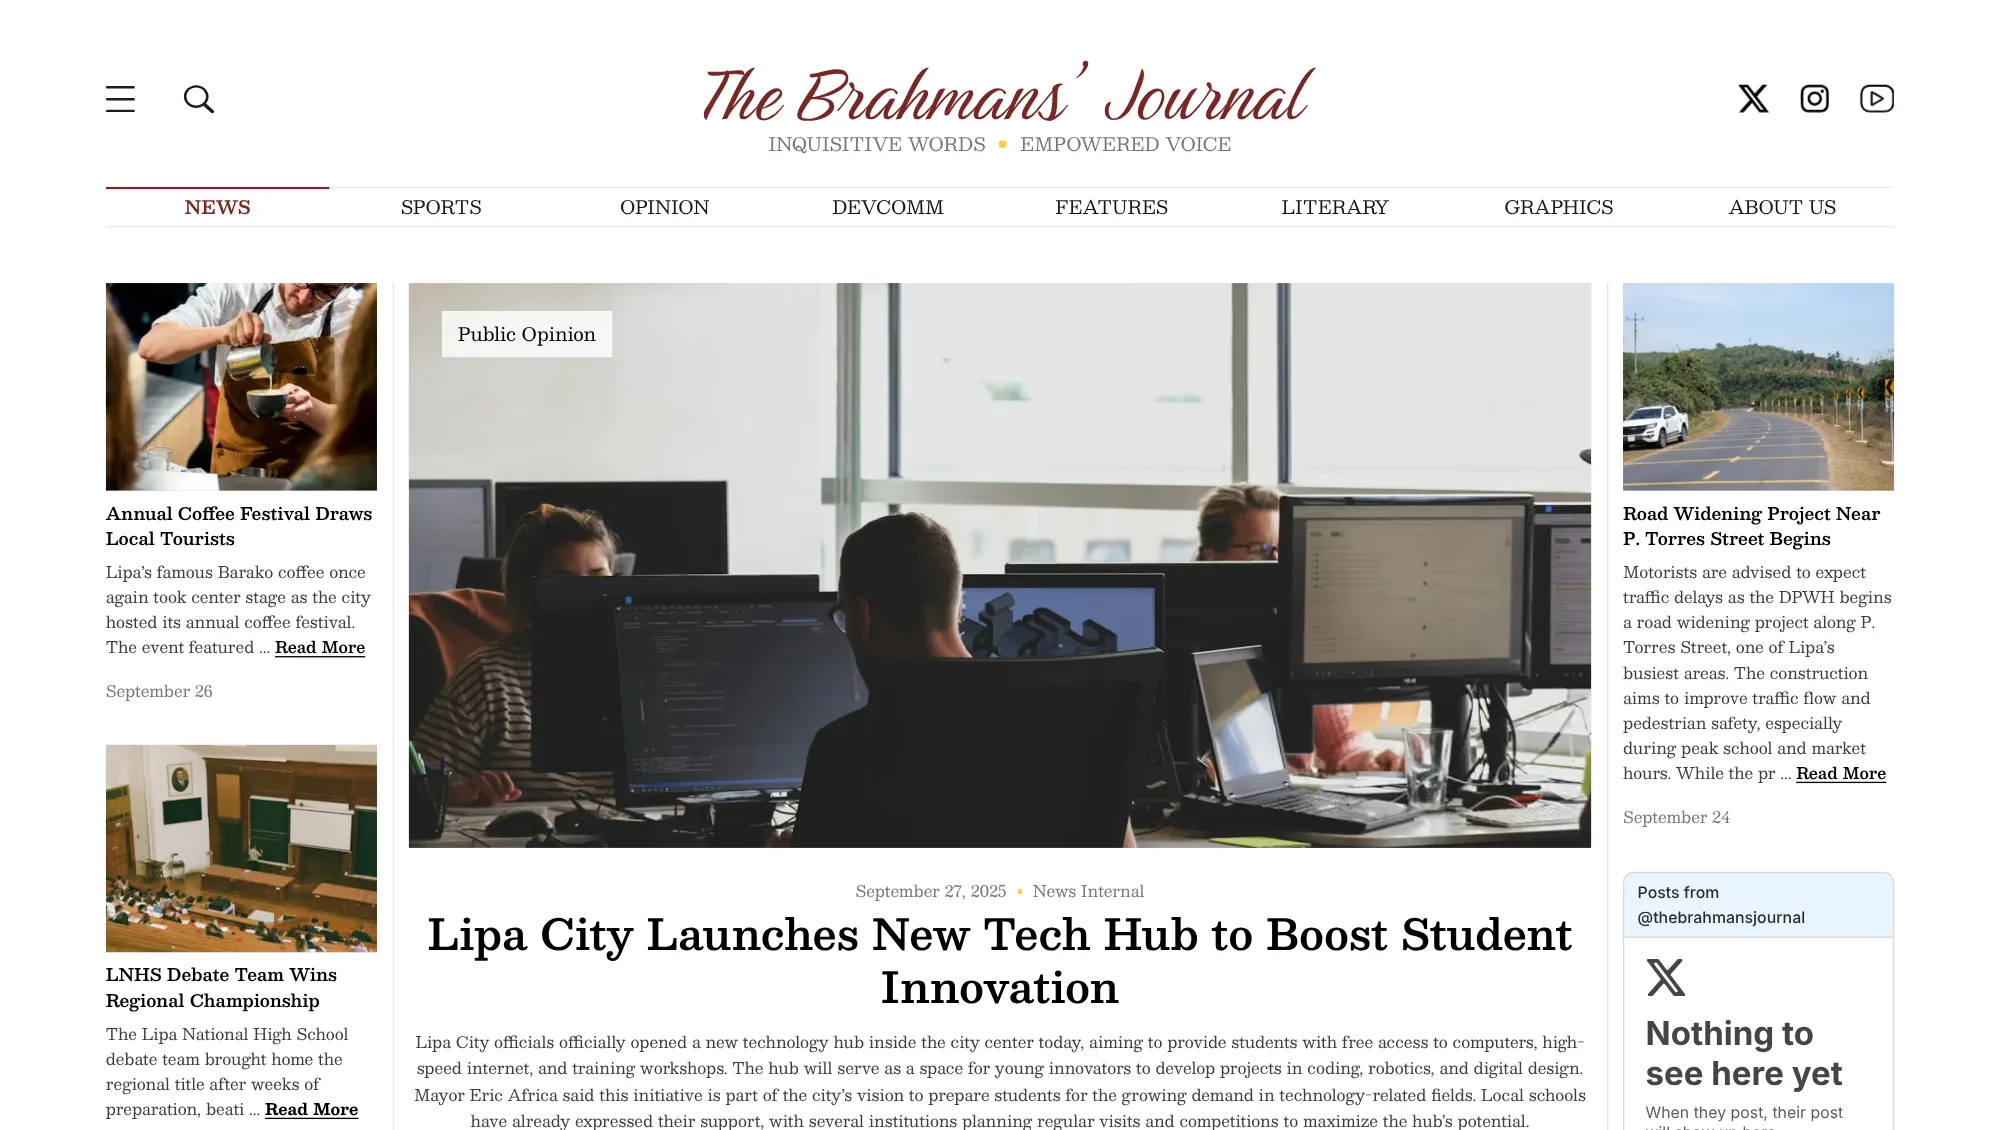 The Brahmans' Journal
INQUISITIVE WORDS • EMPOWERED VOICE
NEWS SPORTS OPINION DEVCOMM FEATURES LITERARY GRAPHICS ABOUT US
Annual Coffee Festival Draws
Local Tourists
Lipa's famous Barako coffee once
again took center stage as the city
hosted its annual coffee festival.
The event featured ... Read More
September 26
LNHS Debate Team Wins
Regional Championship
The Lipa National High School
debate team brought home the
regional title after weeks of
preparation, beati ... Read More
Public Opinion
September 27, 2025 • News Internal
Lipa City Launches New Tech Hub to Boost Student
Innovation
Lipa City officials officially opened a new technology hub inside the city center today, aiming to provide students with free access to computers, high-
speed internet, and training workshops. The hub will serve as a space for young innovators to develop projects in coding, robotics, and digital design.
Mayor Eric Africa said this initiative is part of the city's vision to prepare students for the growing demand in technology-related fields. Local schools
have already expressed their support, with several institutions planning regular visits and competitions to maximize the hub's potential.
Road Widening Project Near
P. Torres Street Begins
Motorists are advised to expect
traffic delays as the DPWH begins
a road widening project along P.
Torres Street, one of Lipa's
busiest areas. The construction
aims to improve traffic flow and
pedestrian safety, especially
during peak school and market
hours. While the pr ... Read More
September 24
Posts from
@thebrahmansjournal
Nothing to
see here yet
When they post, their post